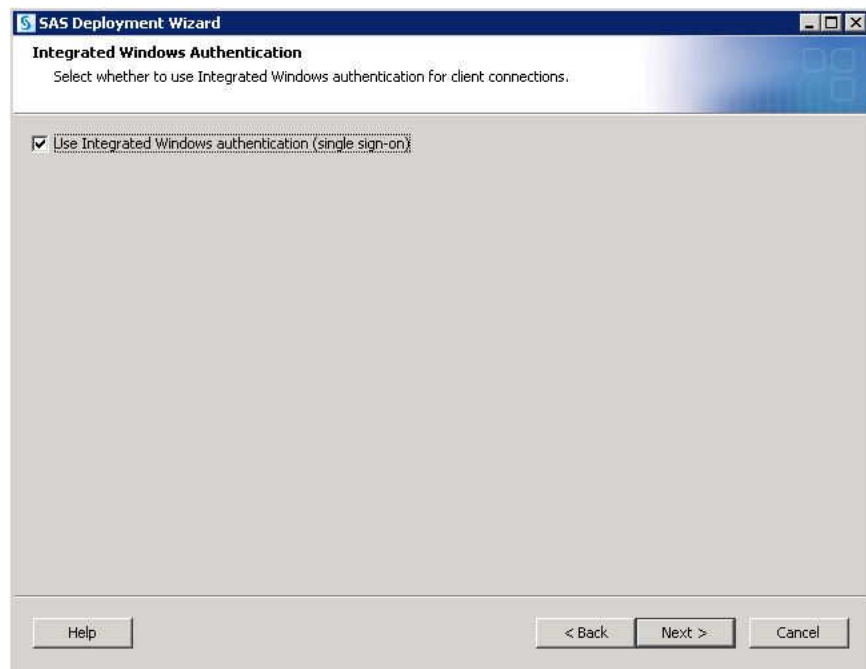 SAS Deployment Wizard
Integrated Windows Authentication
Select whether to use Integrated Windows authentication for client connections.
Use Integrated Windows authentication (single sign-on)
Help
< Back
Next >
Cancel